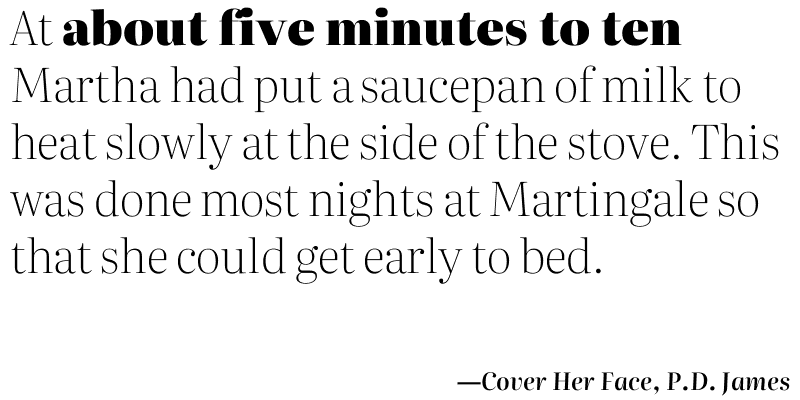 At about five minutes to ten
Martha had put a saucepan of milk to
heat slowly at the side of the stove. This
was done most nights at Martingale so
that she could get early to bed.
—Cover Her Face, P.D. James